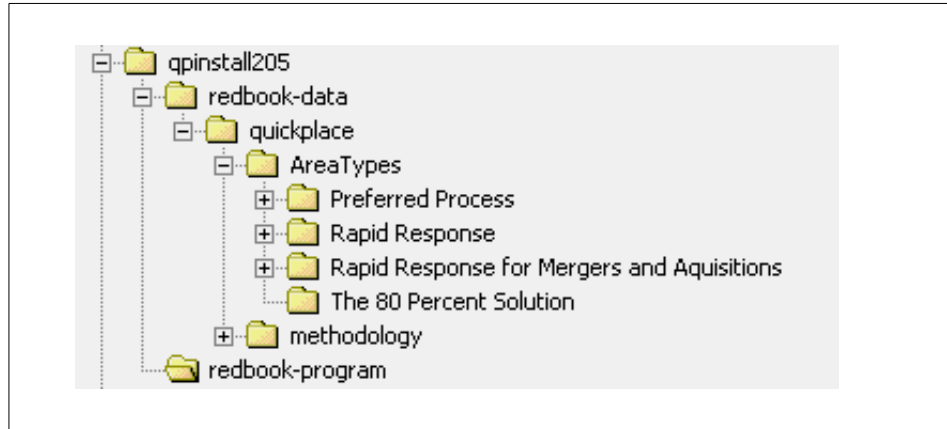 qpinstall205
redbook-data
quickplace
AreaTypes
Preferred Process
Rapid Response
Rapid Response for Mergers and Aquisitions
The 80 Percent Solution
methodology
redbook-program